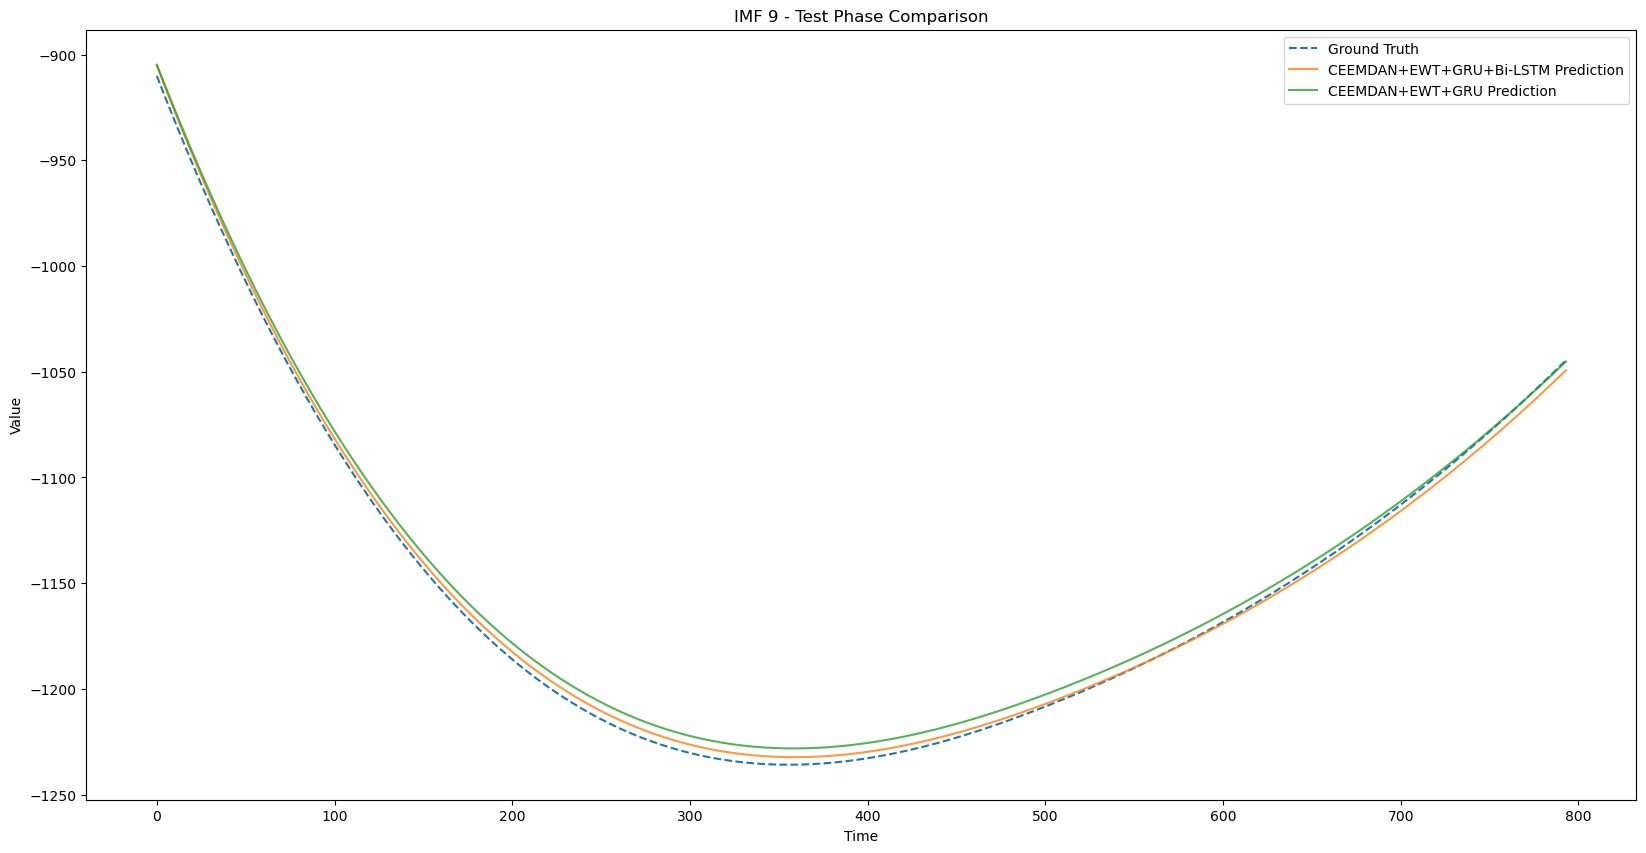 IMF 9 - Test Phase Comparison
Ground Truth
CEEMDAN+EWT+GRU+Bi-LSTM Prediction
CEEMDAN+EWT+GRU Prediction
−900
−950
−1000
−1050
−1100
−1150
−1200
−1250
Value
0 100 200 300 400 500 600 700 800
Time